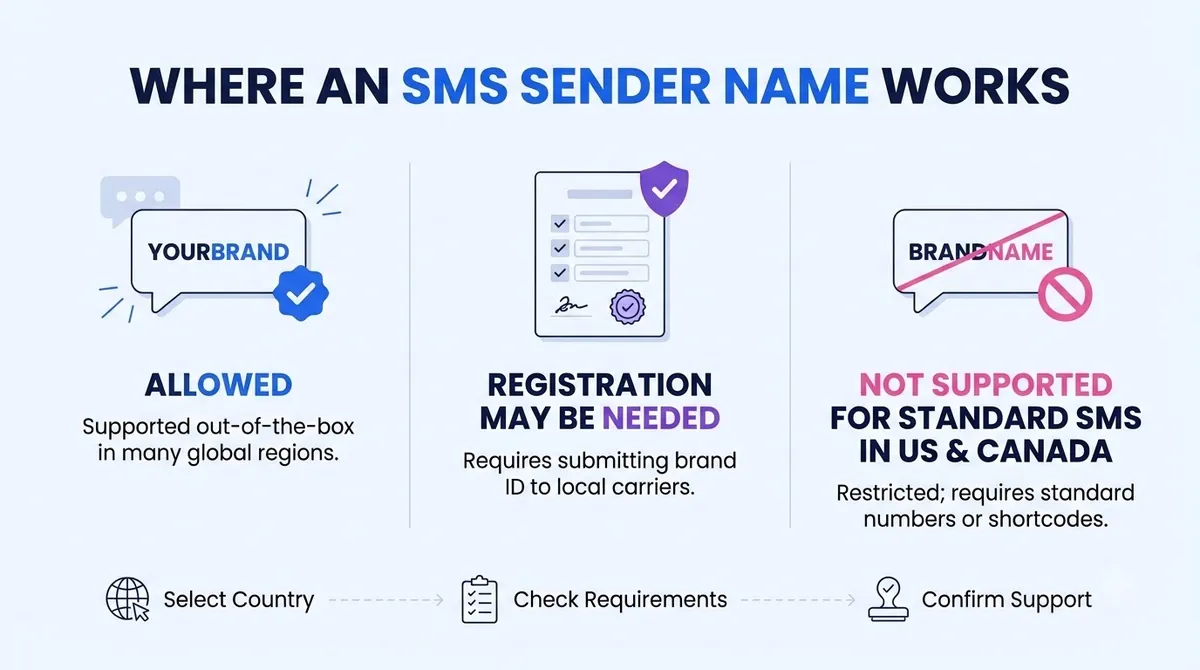 WHERE AN SMS SENDER NAME WORKS
YOURBRAND
ALLOWED
Supported out-of-the-box
in many global regions.
REGISTRATION
MAY BE NEEDED
Requires submitting brand
ID to local carriers.
BRANDNAME
NOT SUPPORTED
FOR STANDARD SMS
IN US & CANADA
Restricted; requires standard
numbers or shortcodes.
Select Country
Check Requirements
Confirm Support